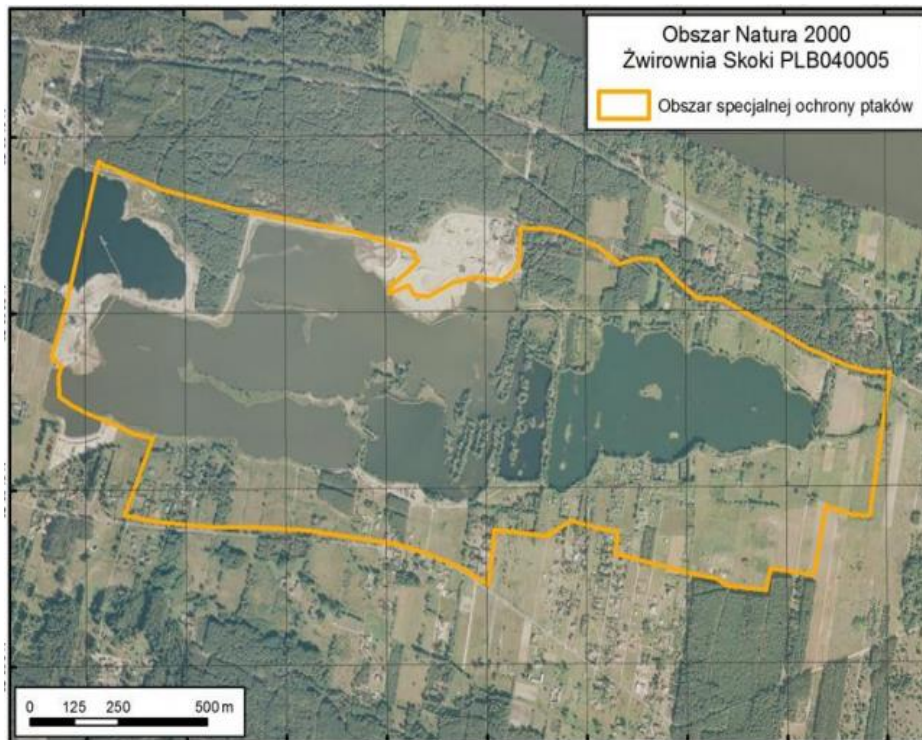 Obszar Natura 2000
Żwirownia Skoki PLB040005
Obszar specjalnej ochrony ptaków
0 125 250 500 m